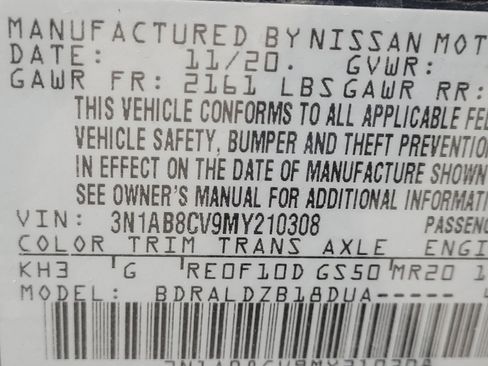 MANUFACTURED BY NISSAN MOT
DATE: 11/20. GVWR:
GAWR FR: 2161 LBS GAWR RR:
THIS VEHICLE CONFORMS TO ALL APPLICABLE FE
VEHICLE SAFETY, BUMPER AND THEFT PREVENTIO
IN EFFECT ON THE DATE OF MANUFACTURE SHOWN
SEE OWNER'S MANUAL FOR ADDITIONAL INFORMAT
VIN: 3N1AB8CV9MY210308 PASSENG
COLOR TRIM TRANS AXLE ENGI
KH3 G RE0F10D GS50 MR20 1
MODEL: BDRALDZB18DUA-----